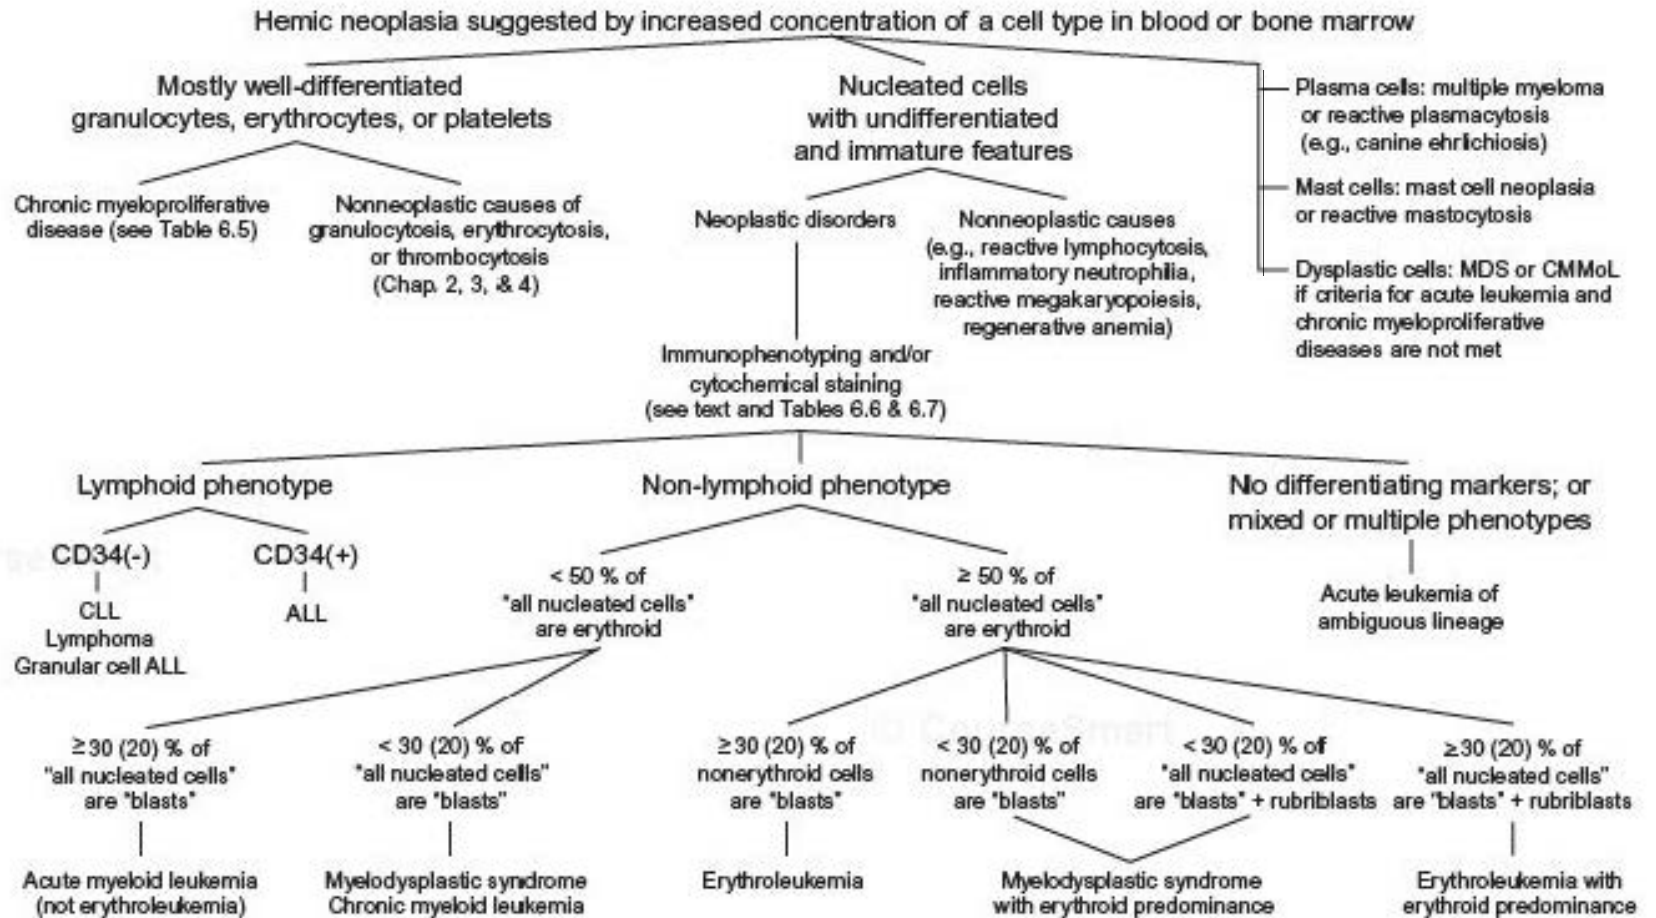 Hemic neoplasia suggested by increased concentration of a cell type in blood or bone marrow
Mostly well-differentiated
granulocytes, erythrocytes, or platelets
Nucleated cells
with undifferentiated
and immature features
Plasma cells: multiple myeloma
or reactive plasmacytosis
(e.g., canine ehrlichiosis)
Mast cells: mast cell neoplasia
or reactive mastocytosis
Dysplastic cells: MDS or CMMoL
if criteria for acute leukemia and
chronic myeloproliferative
diseases are not met
Chronic myeloproliferative
disease (see Table 6.5)
Nonneoplastic causes of
granulocytosis, erythrocytosis,
or thrombocytosis
(Chap. 2, 3, & 4)
Neoplastic disorders
Nonneoplastic causes
(e.g., reactive lymphocytosis,
inflammatory neutrophilia,
reactive megakaryopoiesis,
regenerative anemia)
Immunophenotyping and/or
cytochemical staining
(see text and Tables 6.6 & 6.7)
Lymphoid phenotype
Non-lymphoid phenotype
No differentiating markers; or
mixed or multiple phenotypes
CD34(-)
CD34(+)
CLL
Lymphoma
Granular cell ALL
ALL
< 50 % of
"all nucleated cells"
are erythroid
≥ 50 % of
"all nucleated cells"
are erythroid
Acute leukemia of
ambiguous lineage
≥30 (20) % of
"all nucleated cells"
are "blasts"
< 30 (20) % of
"all nucleated cells"
are "blasts"
≥30 (20) % of
nonerythroid cells
are "blasts"
< 30 (20) % of
nonerythroid cells
are "blasts"
< 30 (20) % of
"all nucleated cells"
are "blasts" + rubriblasts
≥30 (20) % of
"all nucleated cells"
are "blasts" + rubriblasts
Acute myeloid leukemia
(not erythroleukemia)
Myelodysplastic syndrome
Chronic myeloid leukemia
Erythroleukemia
Myelodysplastic syndrome
with erythroid predominance
Erythroleukemia with
erythroid predominance
© CourseSmart